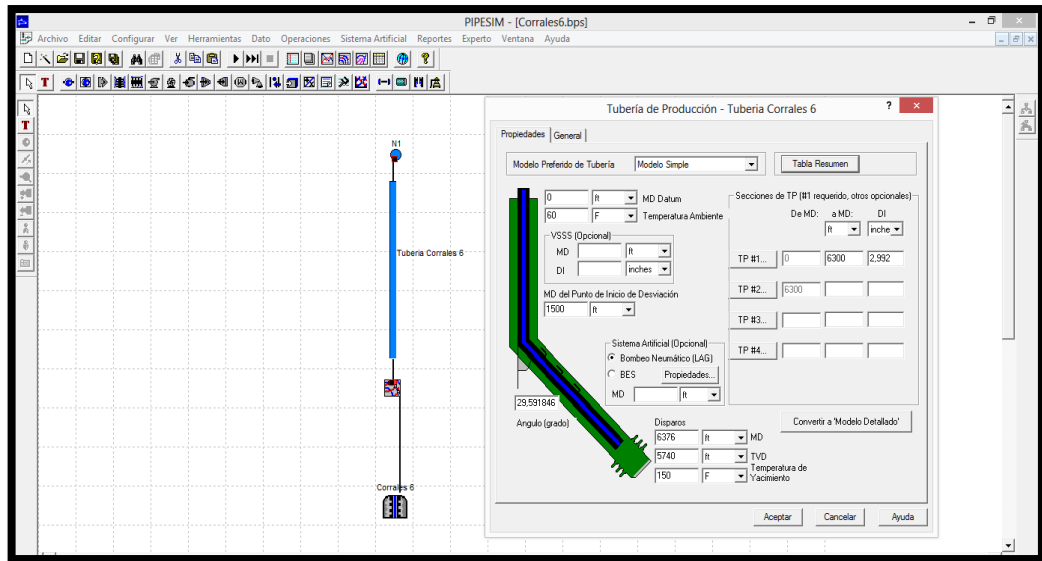 PIPESIM - [Corrales6.bps]
Archivo Editar Configurar Ver Herramientas Dato Operaciones Sistema Artificial Reportes Experto Ventana Ayuda
N1
Tuberia Corrales 6
Corrales 6
Tubería de Producción - Tuberia Corrales 6 ?
Propiedades General
Modelo Preferido de Tubería Modelo Simple Tabla Resumen
0 ft MD Datum
60 F Temperatura Ambiente
VSSS (Opcional)
MD ft
DI inches
MD del Punto de Inicio de Desviación
1500 ft
Sistema Artificial (Opcional)
Bombeo Neumático (LAG)
BES Propiedades...
MD ft
29,591846
Angulo (grado)
Disparos
6376 ft MD
5740 ft TVD
150 F Temperatura de Yacimiento
Secciones de TP (#1 requerido, otros opcionales)
De MD: a MD: DI
ft inche
TP #1... 0 6300 2,992
TP #2... 6300
TP #3...
TP #4...
Convertir a 'Modelo Detallado'
Aceptar Cancelar Ayuda